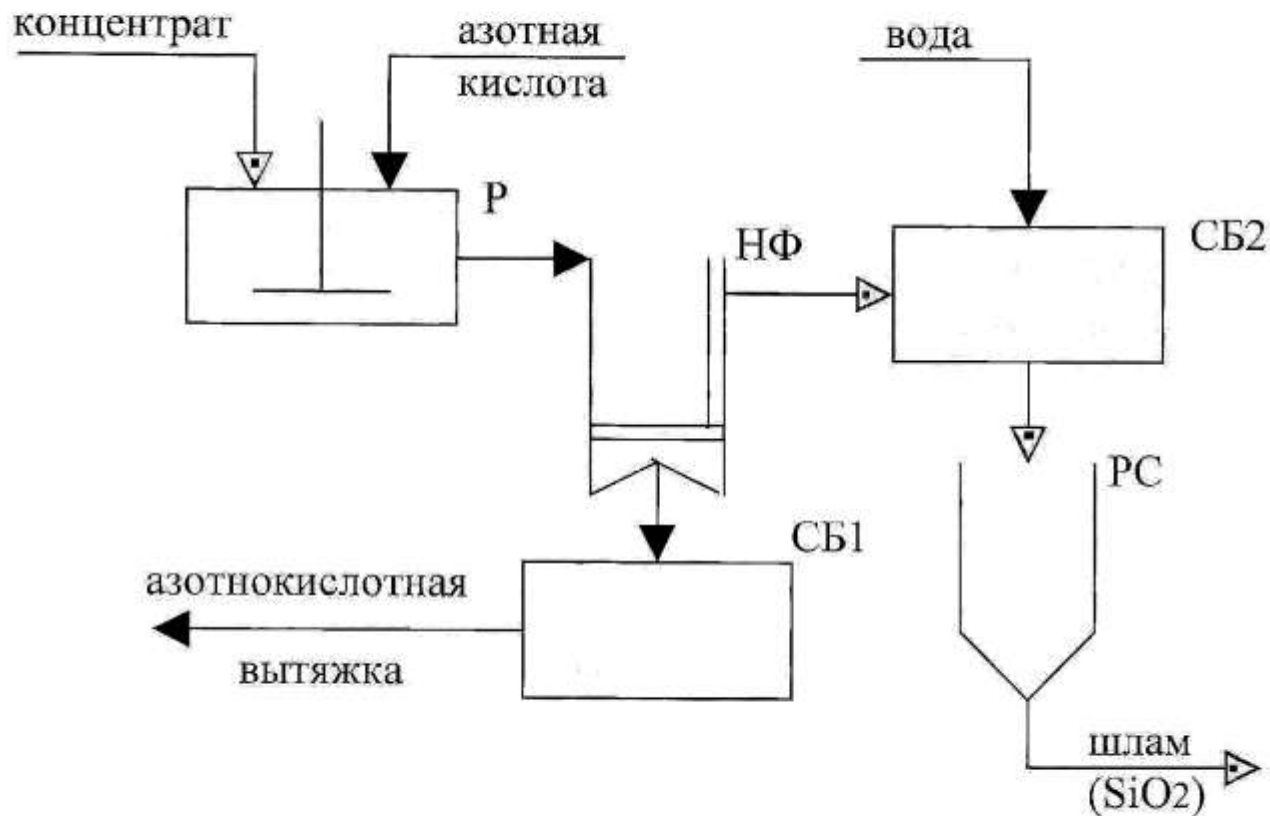 концентрат
азотная
кислота
вода
Р
НФ
СБ2
РС
СБ1
азотнокислотная
вытяжка
шлам
(SiO2)